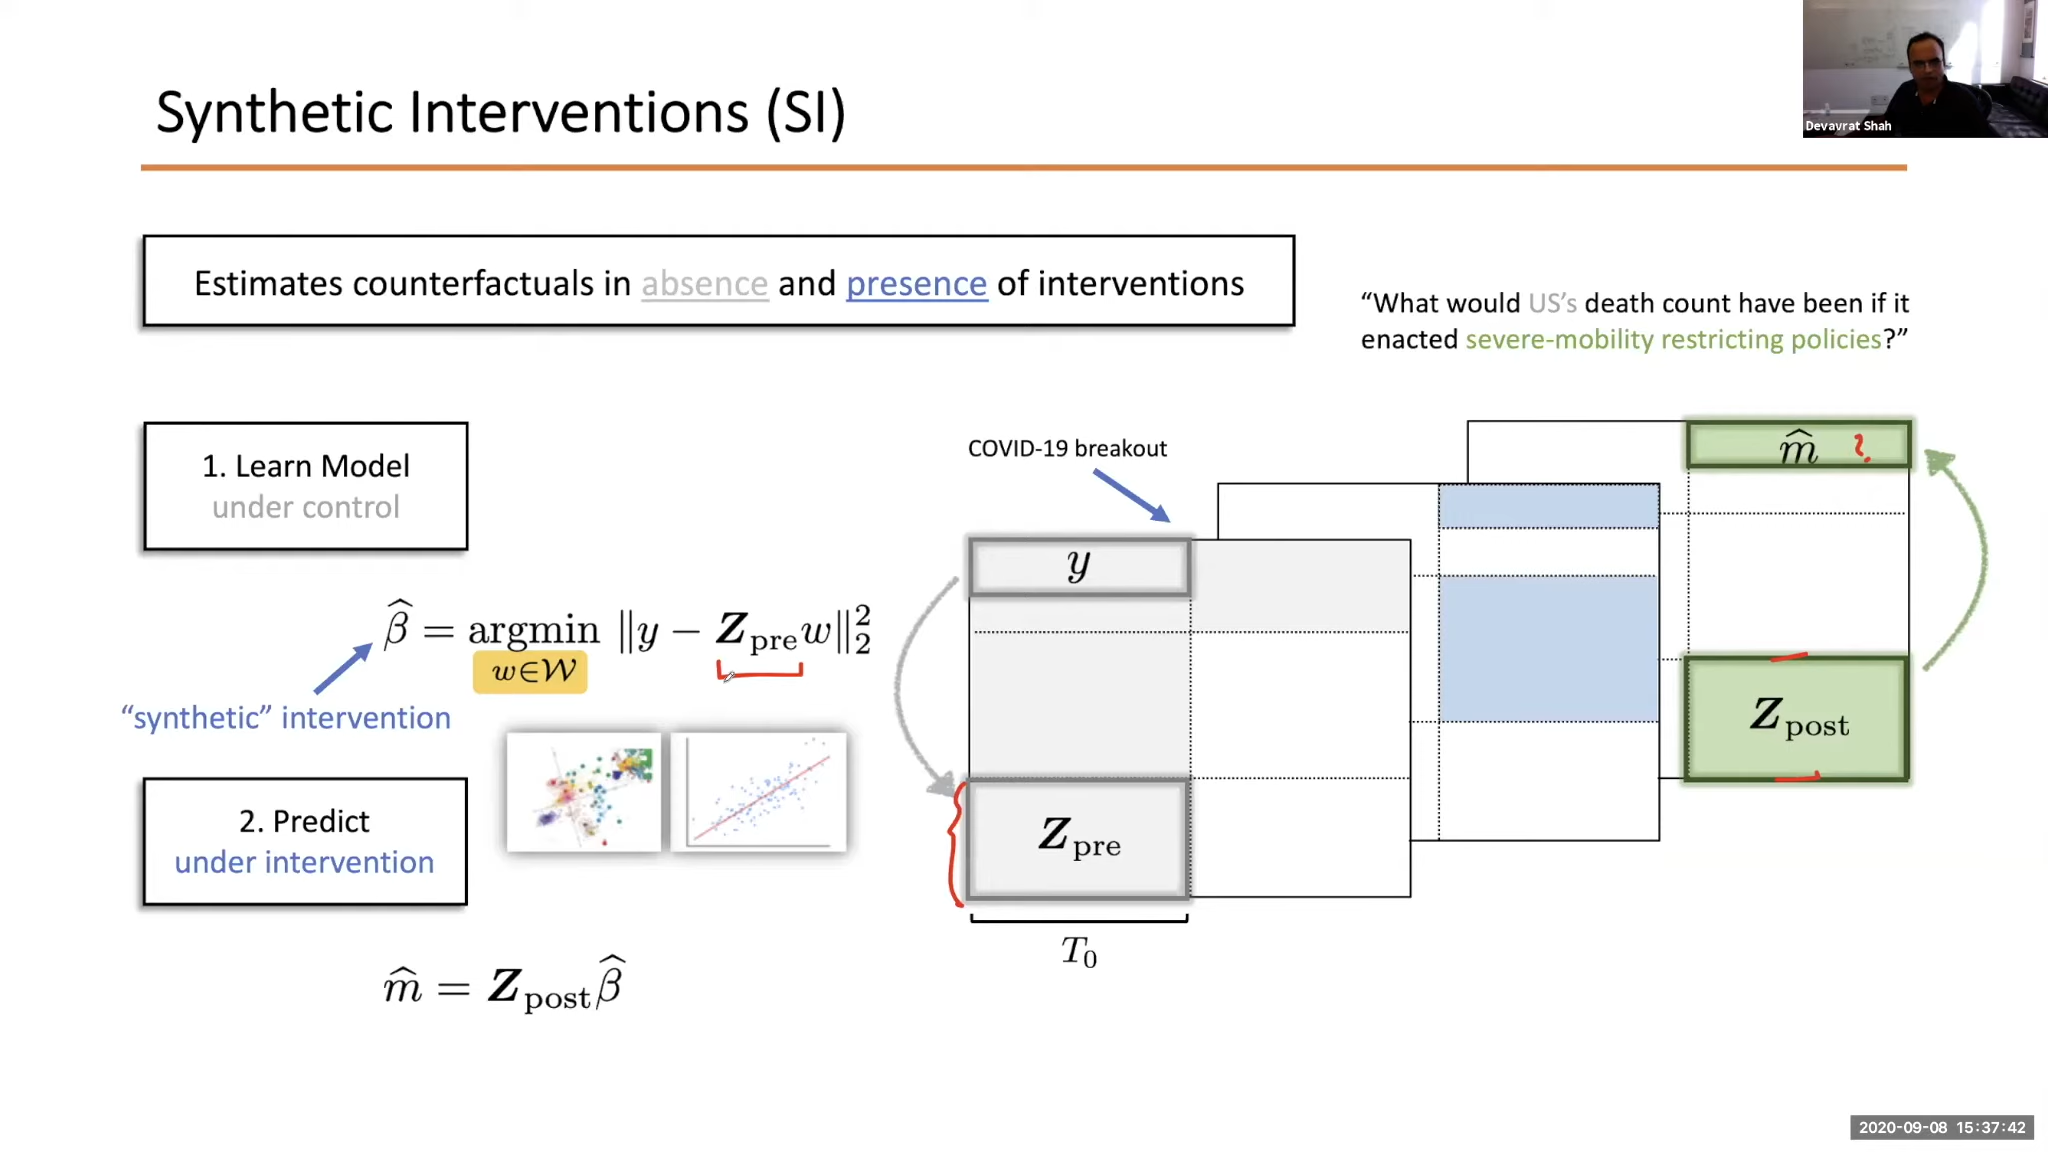 Synthetic Interventions (SI)
Devavrat Shah
Estimates counterfactuals in absence and presence of interventions
“What would US’s death count have been if it
enacted severe-mobility restricting policies?”
1. Learn Model
under control
β̂ = argmin ‖y − Z_pre w‖₂²
w∈𝒲
“synthetic” intervention
2. Predict
under intervention
m̂ = Z_post β̂
COVID-19 breakout
y
Z_pre
T₀
m̂ ?
Z_post
2020-09-08 15:37:42